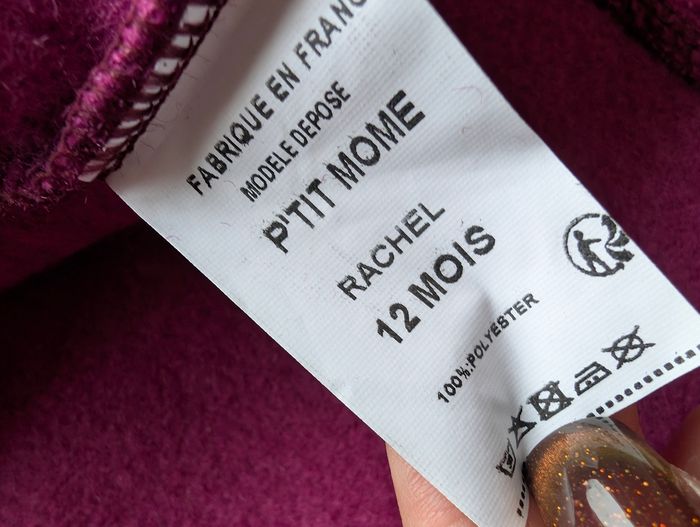 FABRIQUE EN FRANC
MODELE DEPOSE
P'TIT MOME
RACHEL
12 MOIS
100%:POLYESTER